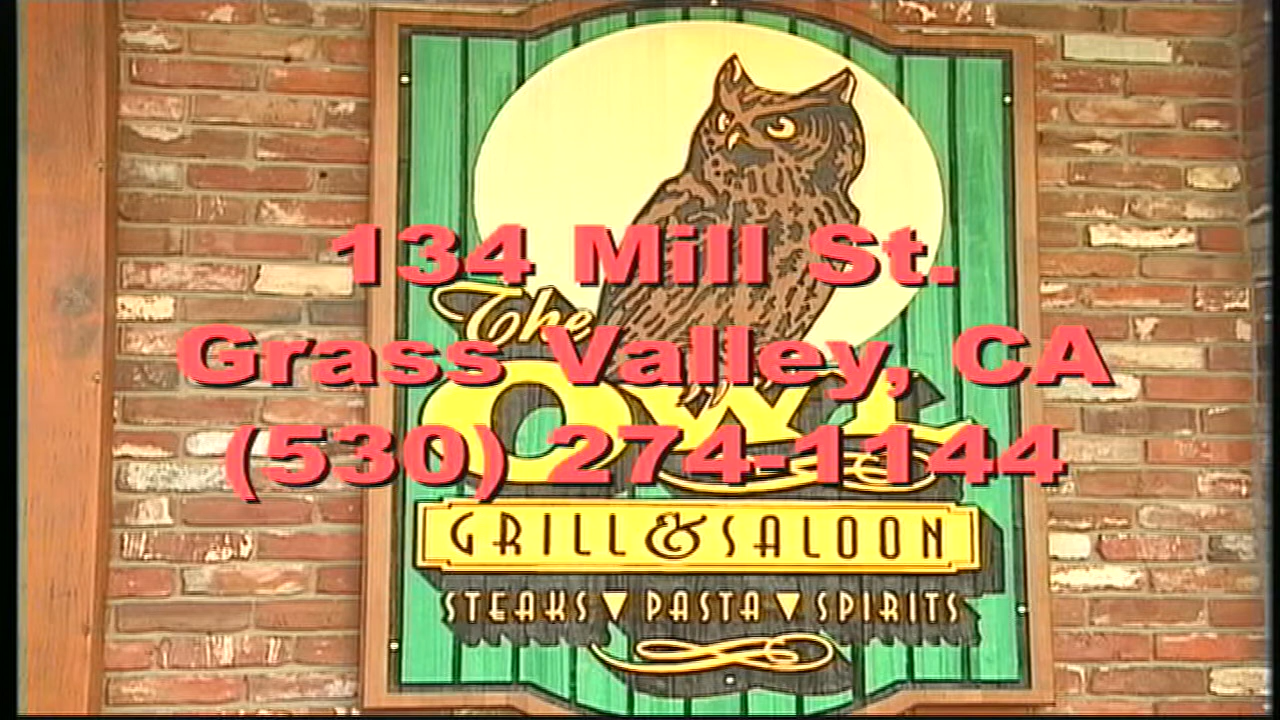 134 Mill St.
The
Grass Valley, CA
Owl
(530) 274-1144
GRILL & SALOON
STEAKS ▼ PASTA ▼ SPIRITS